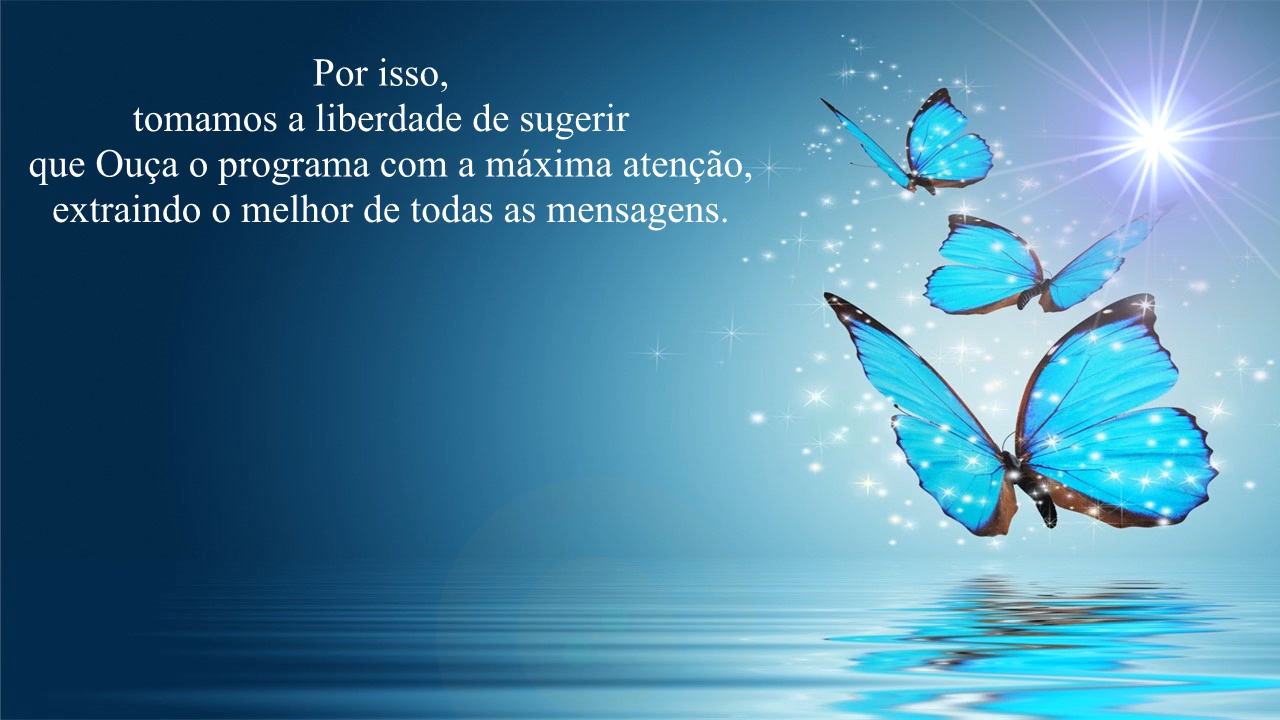 Por isso,
tomamos a liberdade de sugerir
que Ouça o programa com a máxima atenção,
extraindo o melhor de todas as mensagens.